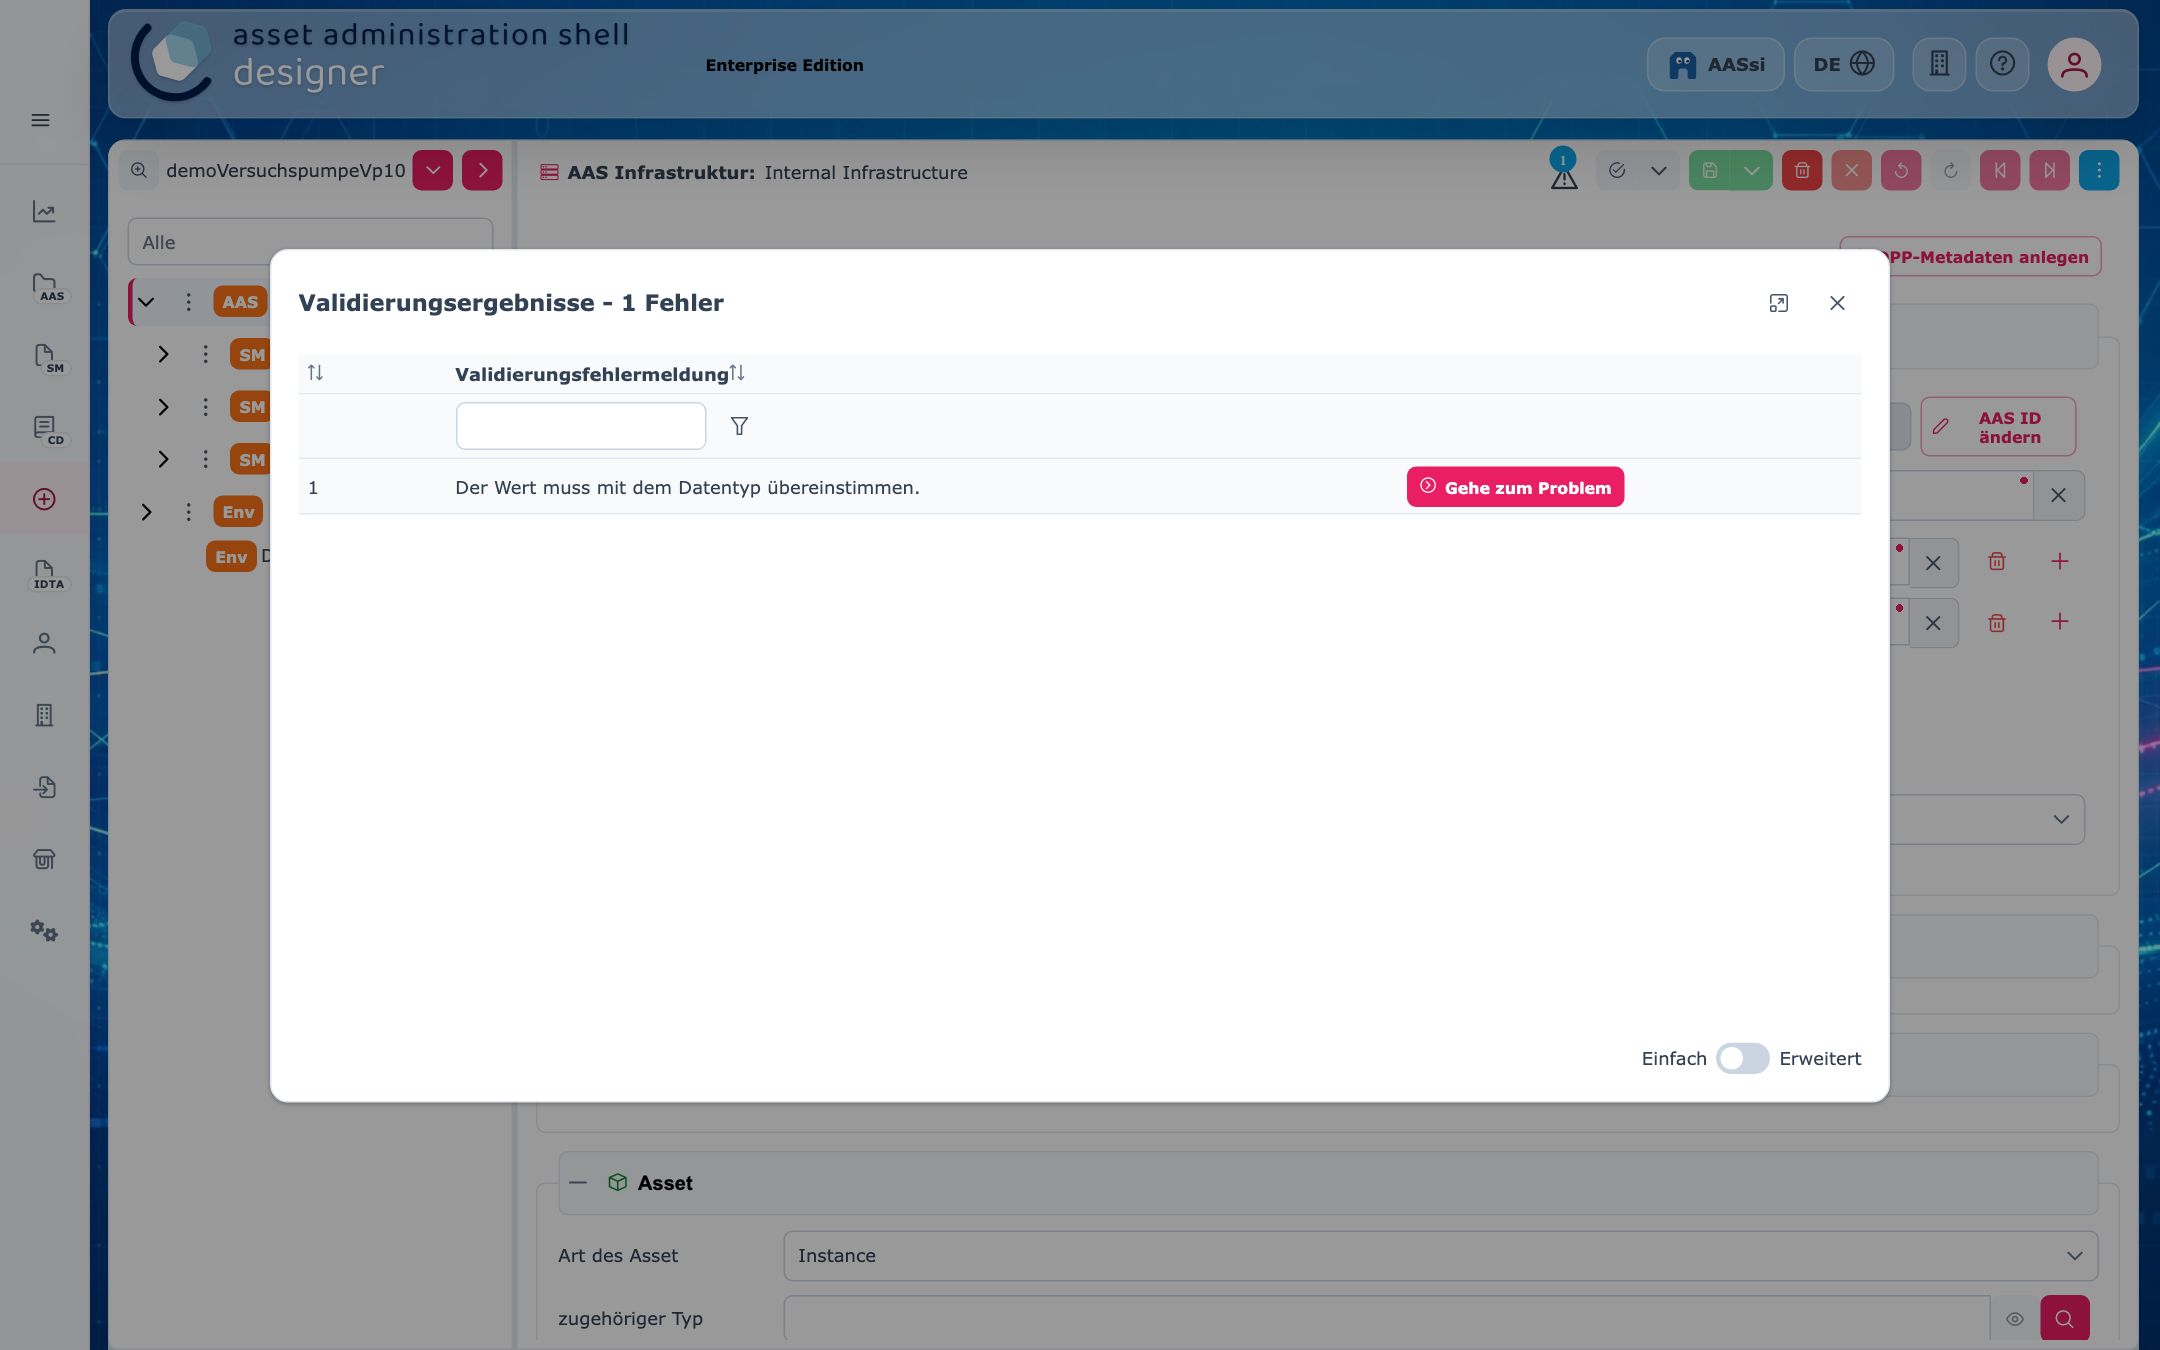 asset administration shell
designer
Enterprise Edition
AASsi
DE
demoVersuchspumpeVp10
AAS Infrastruktur: Internal Infrastructure
1
Alle
PP-Metadaten anlegen
AAS
SM
CD
IDTA
AAS
SM
SM
SM
Env
Env
Validierungsergebnisse - 1 Fehler
Validierungsfehlermeldung
1 Der Wert muss mit dem Datentyp übereinstimmen. Gehe zum Problem
AAS ID
ändern
Einfach Erweitert
Asset
Art des Asset Instance
zugehöriger Typ